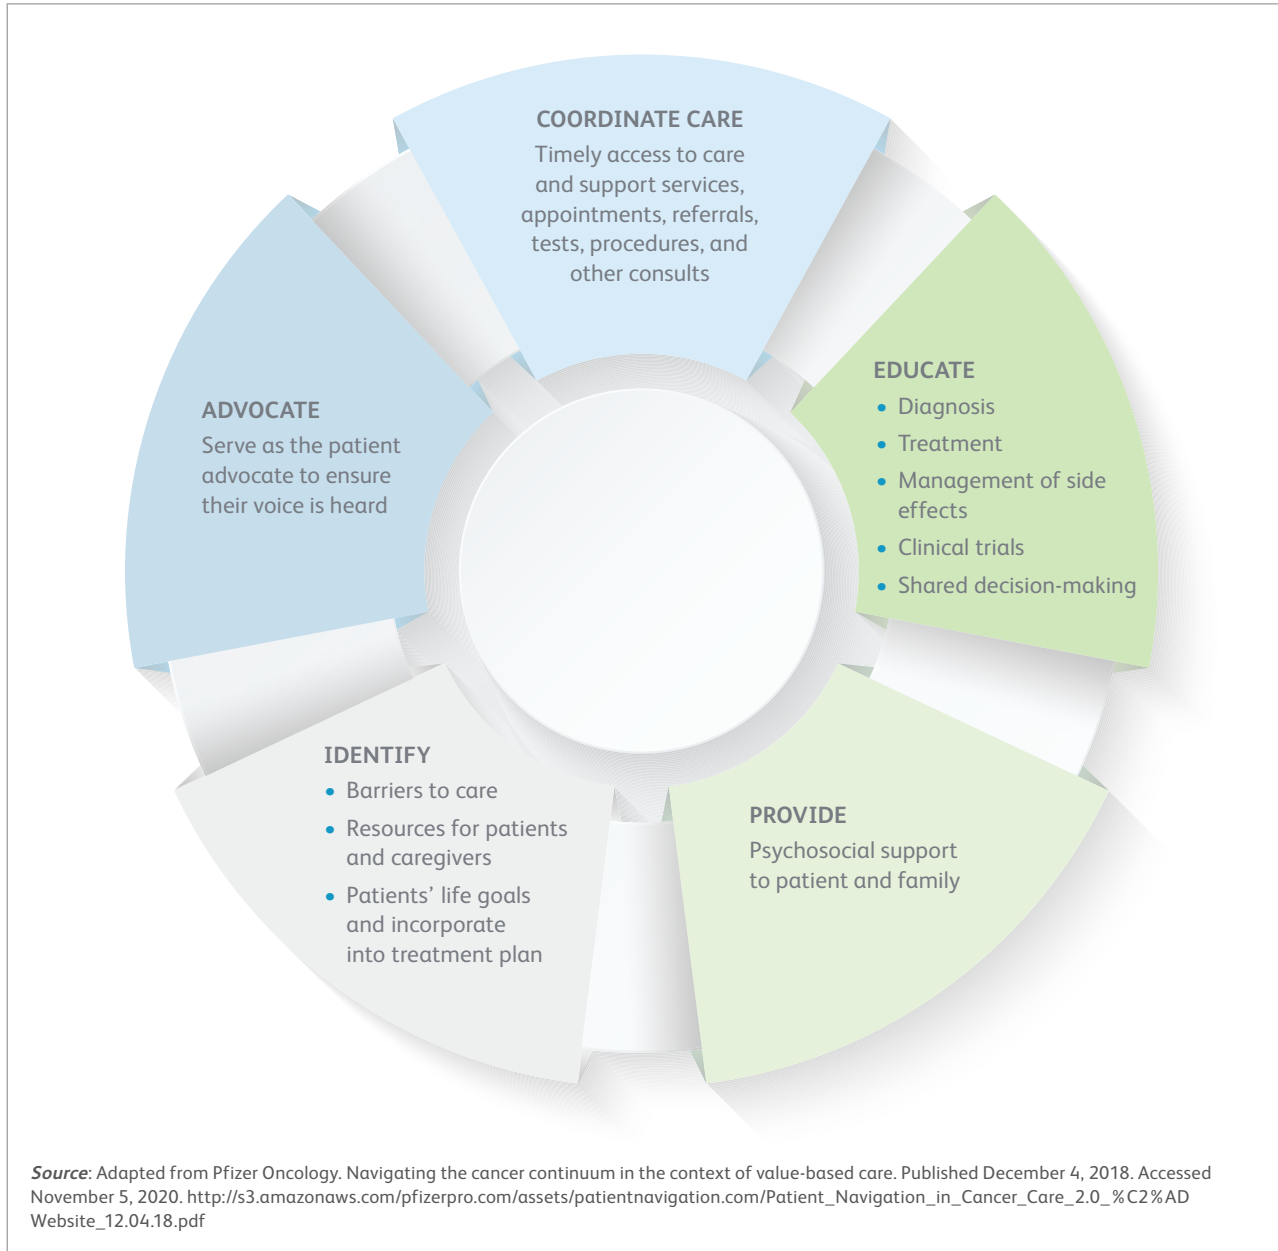 COORDINATE CARE
Timely access to care
and support services,
appointments, referrals,
tests, procedures, and
other consults
EDUCATE
• Diagnosis
• Treatment
• Management of side
effects
• Clinical trials
• Shared decision-making
PROVIDE
Psychosocial support
to patient and family
IDENTIFY
• Barriers to care
• Resources for patients
and caregivers
• Patients’ life goals
and incorporate
into treatment plan
ADVOCATE
Serve as the patient
advocate to ensure
their voice is heard
Source: Adapted from Pfizer Oncology. Navigating the cancer continuum in the context of value-based care. Published December 4, 2018. Accessed
November 5, 2020. http://s3.amazonaws.com/pfizerpro.com/assets/patientnavigation.com/Patient_Navigation_in_Cancer_Care_2.0_%C2%AD
Website_12.04.18.pdf